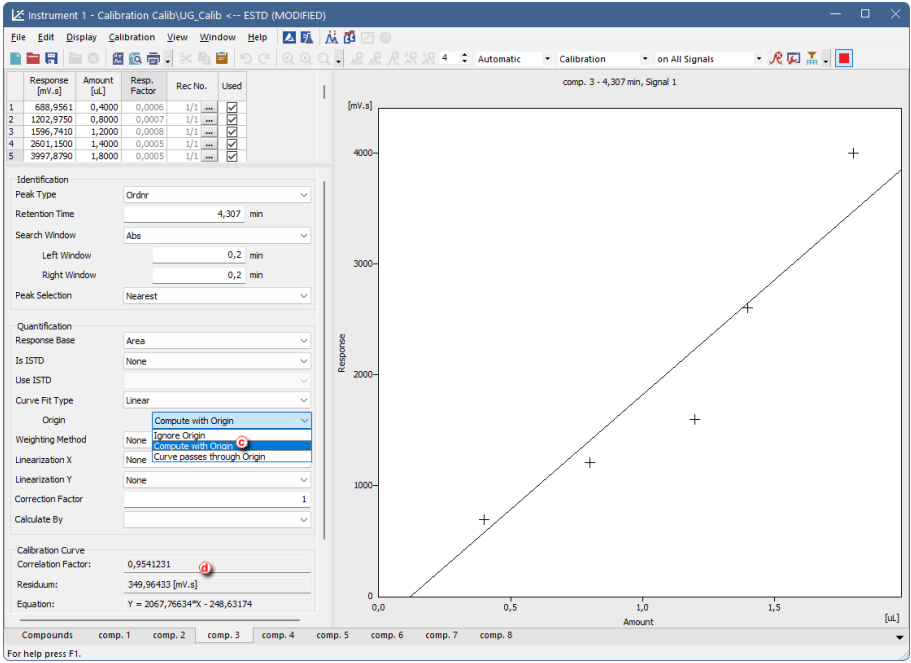 Instrument 1 - Calibration Calib\UG_Calib <-- ESTD (MODIFIED)
File Edit Display Calibration View Window Help
4 Automatic Calibration on All Signals
Response [mV.s] Amount [uL] Resp. Factor Rec No. Used
1 688,9561 0,4000 0,0006 1/1 ...
2 1202,9750 0,8000 0,0007 1/1 ...
3 1596,7410 1,2000 0,0008 1/1 ...
4 2601,1500 1,4000 0,0005 1/1 ...
5 3997,8790 1,8000 0,0005 1/1 ...
Identification
Peak Type Ordnr
Retention Time 4,307 min
Search Window Abs
Left Window 0,2 min
Right Window 0,2 min
Peak Selection Nearest
Quantification
Response Base Area
Is ISTD None
Use ISTD
Curve Fit Type Linear
Origin Compute with Origin
Ignore Origin
Compute with Origin c
Curve passes through Origin
Weighting Method None
Linearization X None
Linearization Y None
Correction Factor 1
Calculate By
Calibration Curve
Correlation Factor: 0,9541231 d
Residuum: 349,96433 [mV.s]
Equation: Y = 2067,76634*X - 248,63174
comp. 3 - 4,307 min, Signal 1
[mV.s]
4000
3000
2000
1000
0
Response
0,0 0,5 1,0 1,5
Amount
[uL]
Compounds comp. 1 comp. 2 comp. 3 comp. 4 comp. 5 comp. 6 comp. 7 comp. 8
For help press F1.